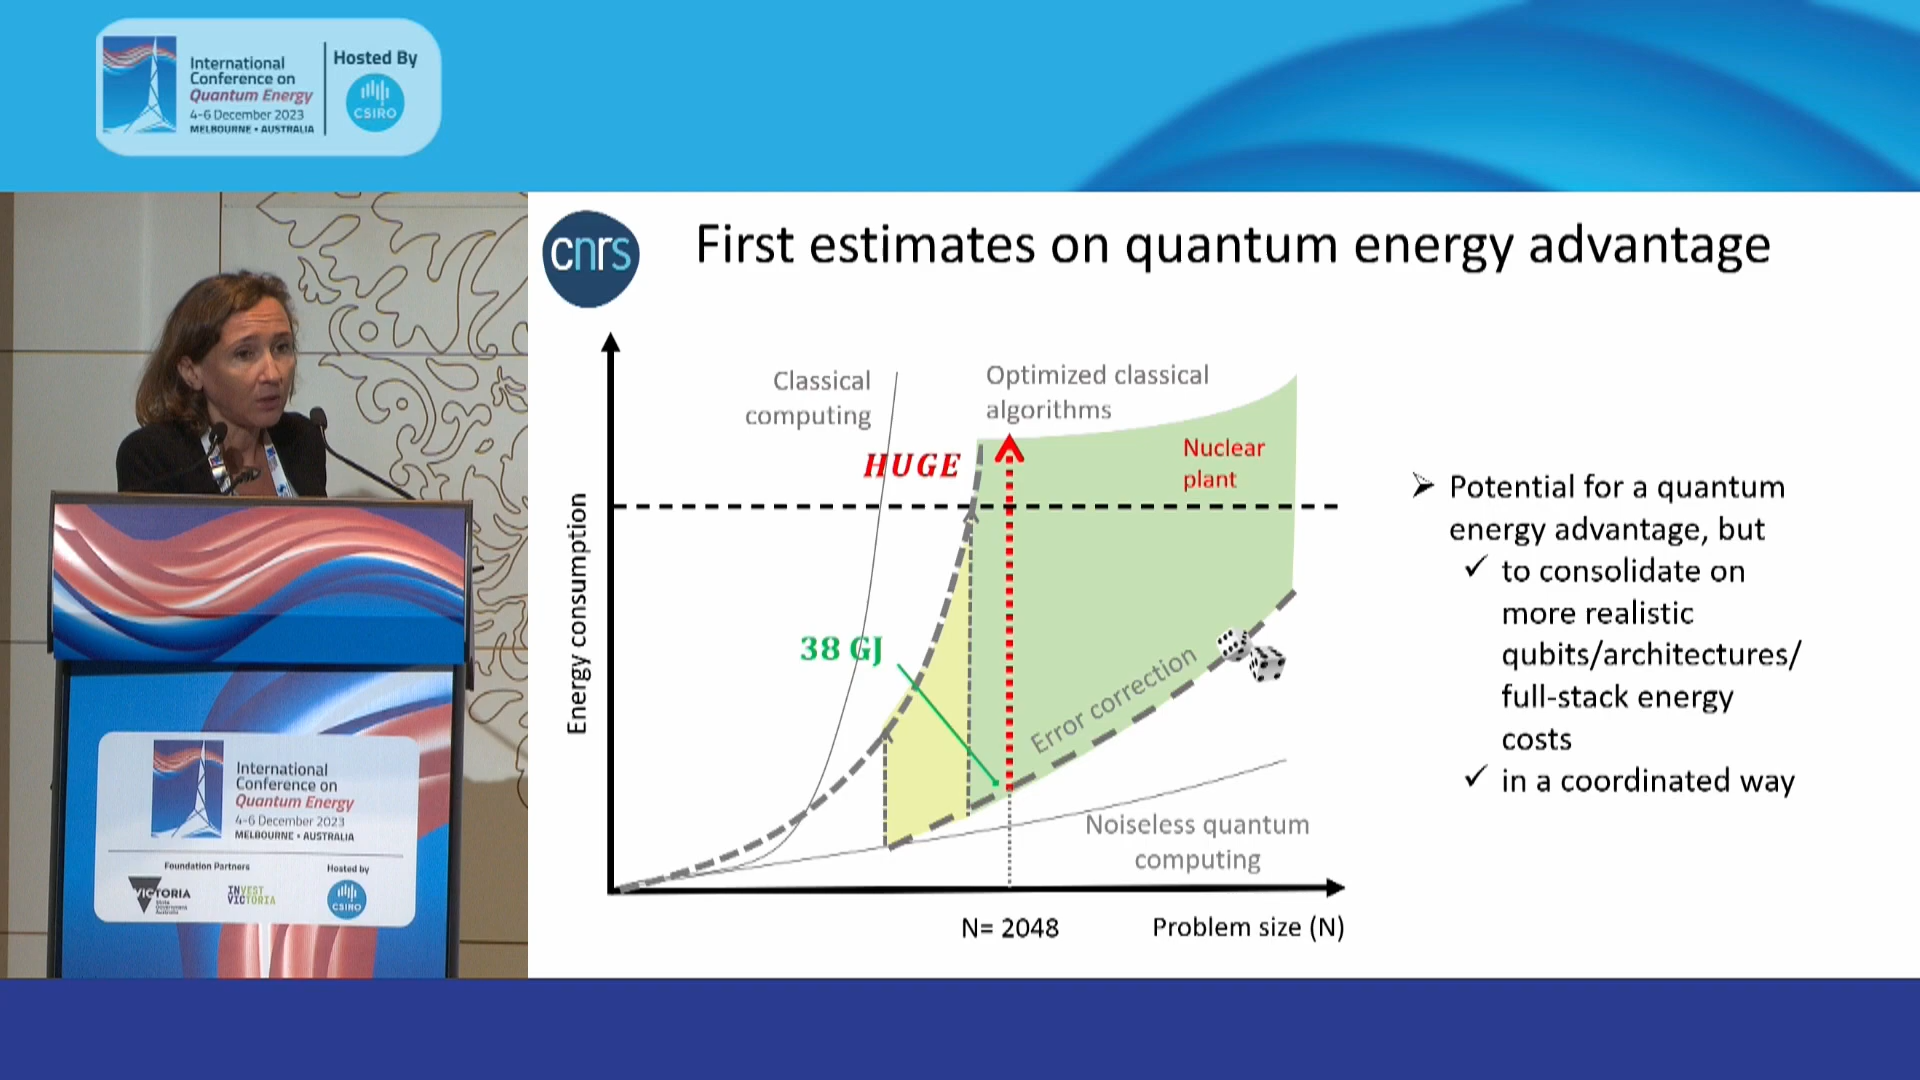 International
Conference on
Quantum Energy
4-6 December 2023
MELBOURNE • AUSTRALIA
Hosted By
CSIRO
cnrs
First estimates on quantum energy advantage
Classical
computing
Optimized classical
algorithms
HUGE
Nuclear
plant
38 GJ
Error correction
Noiseless quantum
computing
Energy consumption
N= 2048
Problem size (N)
Potential for a quantum
energy advantage, but
✓ to consolidate on
more realistic
qubits/architectures/
full-stack energy
costs
✓ in a coordinated way
International
Conference on
Quantum Energy
4-6 December 2023
MELBOURNE • AUSTRALIA
Foundation Partners
Hosted by
VICTORIA
State
Government
INVEST
VICTORIA
CSIRO